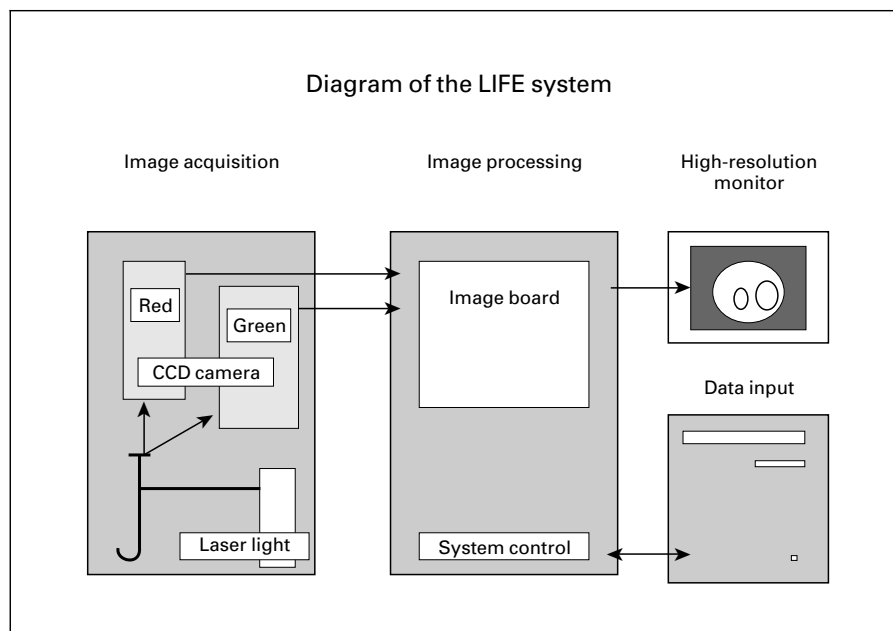 Diagram of the LIFE system
Image acquisition
Image processing
High-resolution
monitor
Red
Green
CCD camera
Laser light
Image board
System control
Data input